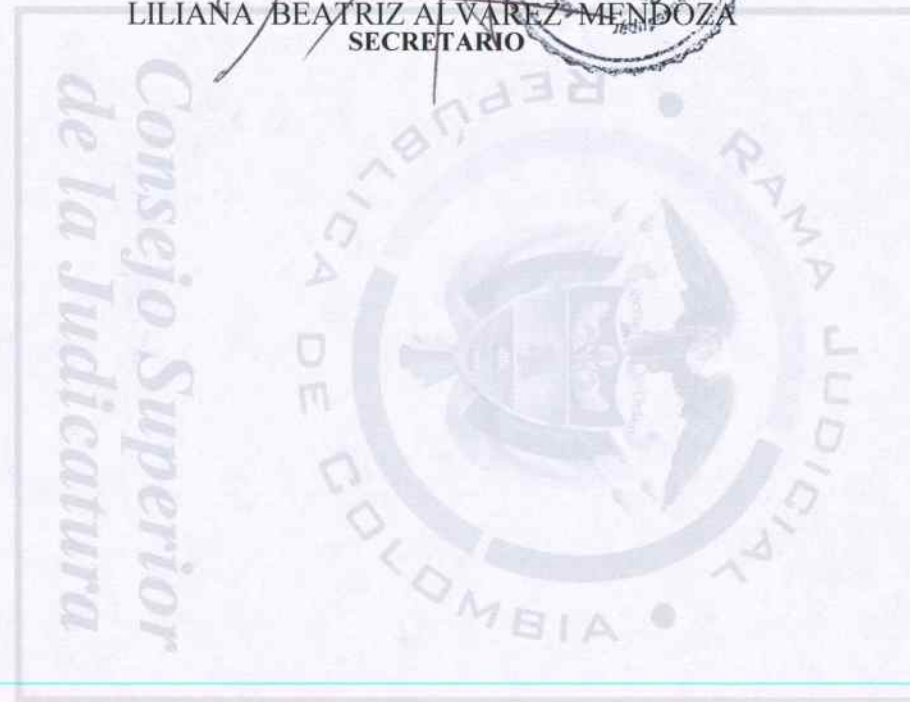 LILIANA BEATRIZ ALVAREZ MENDOZA
SECRETARIO
Consejo Superior
de la Judicatura
REPÚBLICA DE COLOMBIA
RAMA JUDICIAL